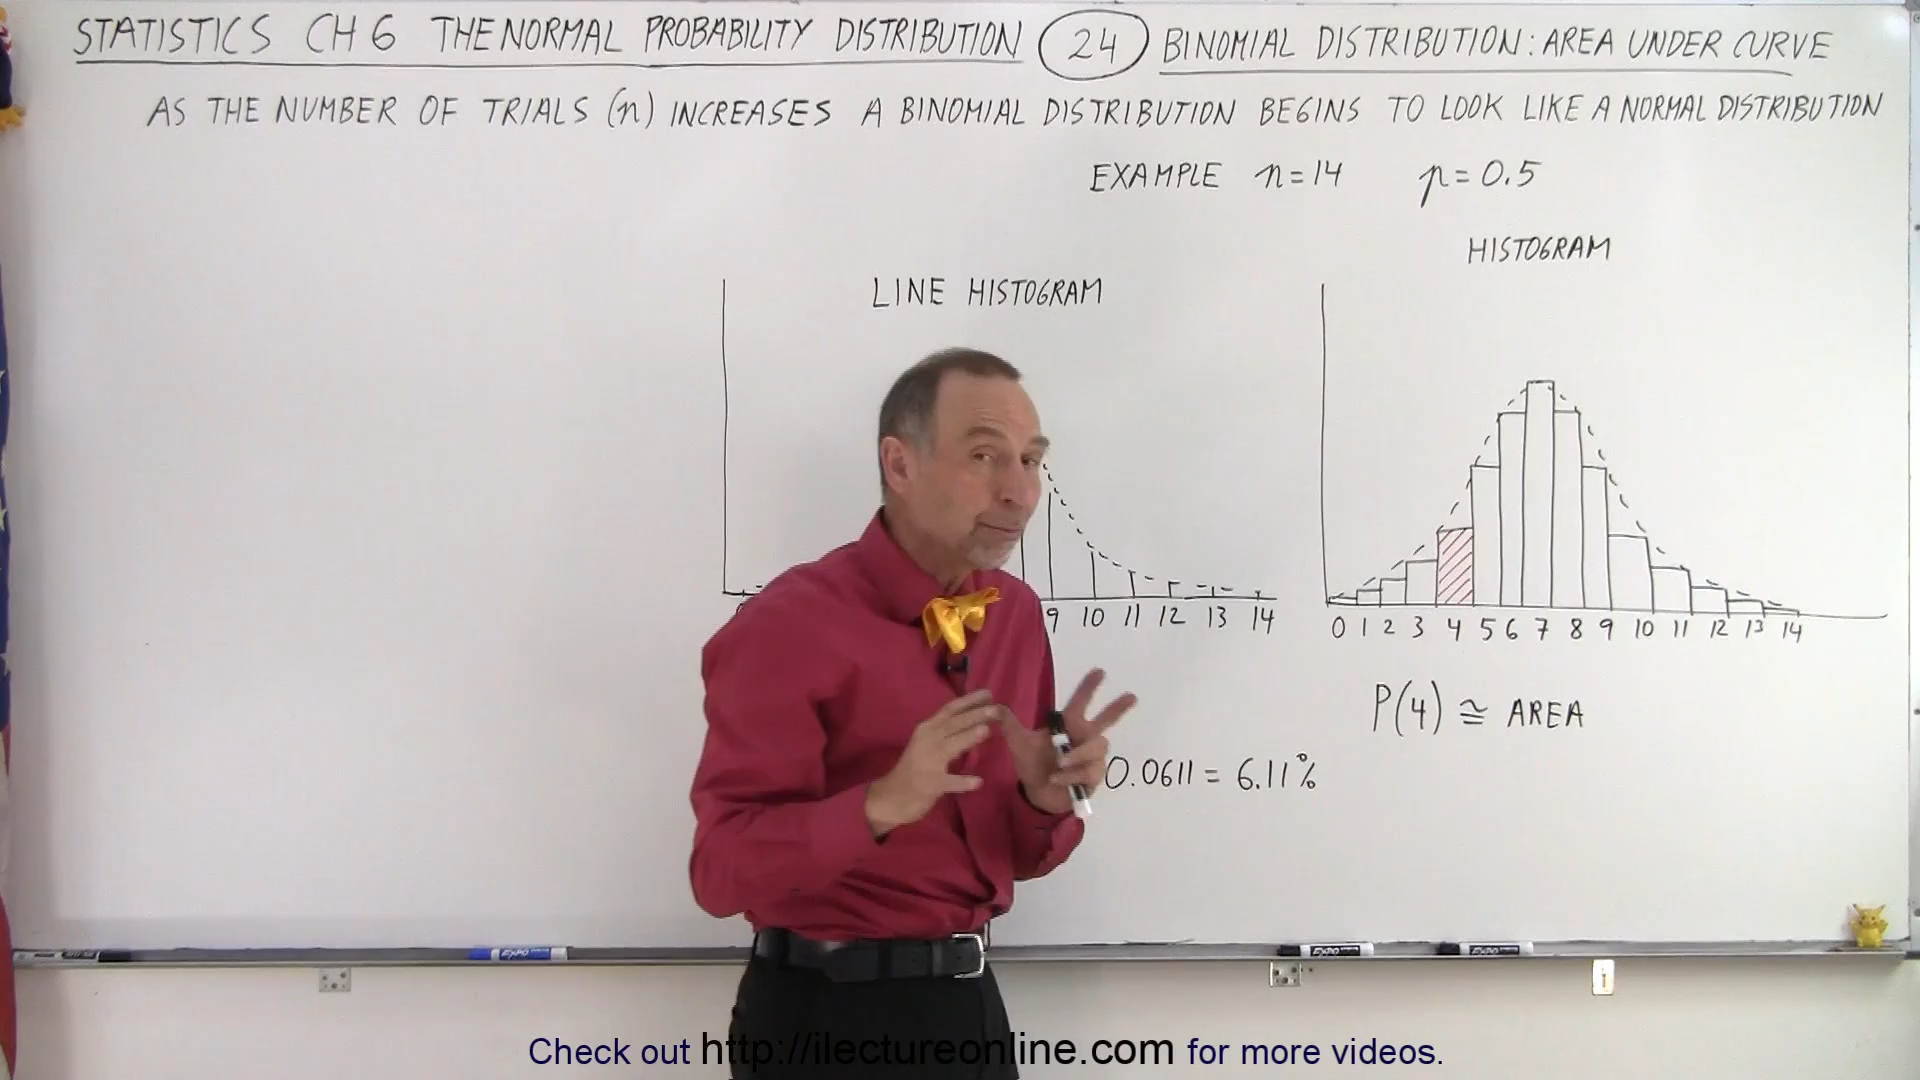 STATISTICS CH 6 THE NORMAL PROBABILITY DISTRIBUTION 24 BINOMIAL DISTRIBUTION: AREA UNDER CURVE
AS THE NUMBER OF TRIALS (n) INCREASES A BINOMIAL DISTRIBUTION BEGINS TO LOOK LIKE A NORMAL DISTRIBUTION
EXAMPLE n=14 p=0.5
HISTOGRAM
LINE HISTOGRAM
9 10 11 12 13 14
0 1 2 3 4 5 6 7 8 9 10 11 12 13 14
P(4) ≅ AREA
0.0611 = 6.11%
Check out http://ilectureonline.com for more videos.